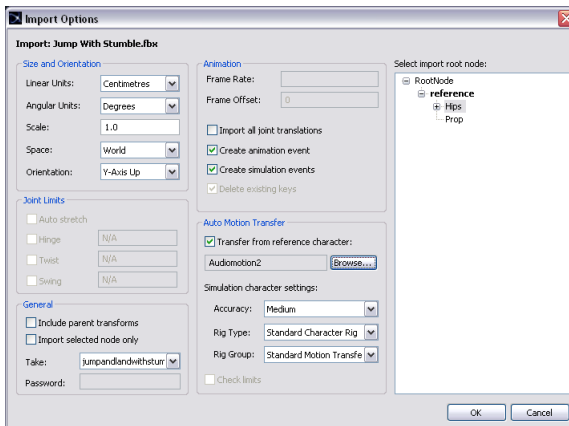 Import Options
Import: Jump With Stumble.fbx
Size and Orientation
Linear Units: Centimetres
Angular Units: Degrees
Scale: 1.0
Space: World
Orientation: Y-Axis Up
Joint Limits
Auto stretch
Hinge N/A
Twist N/A
Swing N/A
General
Include parent transforms
Import selected node only
Take: jumpandlandwithstum
Password:
Animation
Frame Rate:
Frame Offset: 0
Import all joint translations
Create animation event
Create simulation events
Delete existing keys
Auto Motion Transfer
Transfer from reference character:
Audiomotion2 Browse...
Simulation character settings:
Accuracy: Medium
Rig Type: Standard Character Rig
Rig Group: Standard Motion Transfe
Check limits
Select import root node:
RootNode
reference
Hips
Prop
OK Cancel